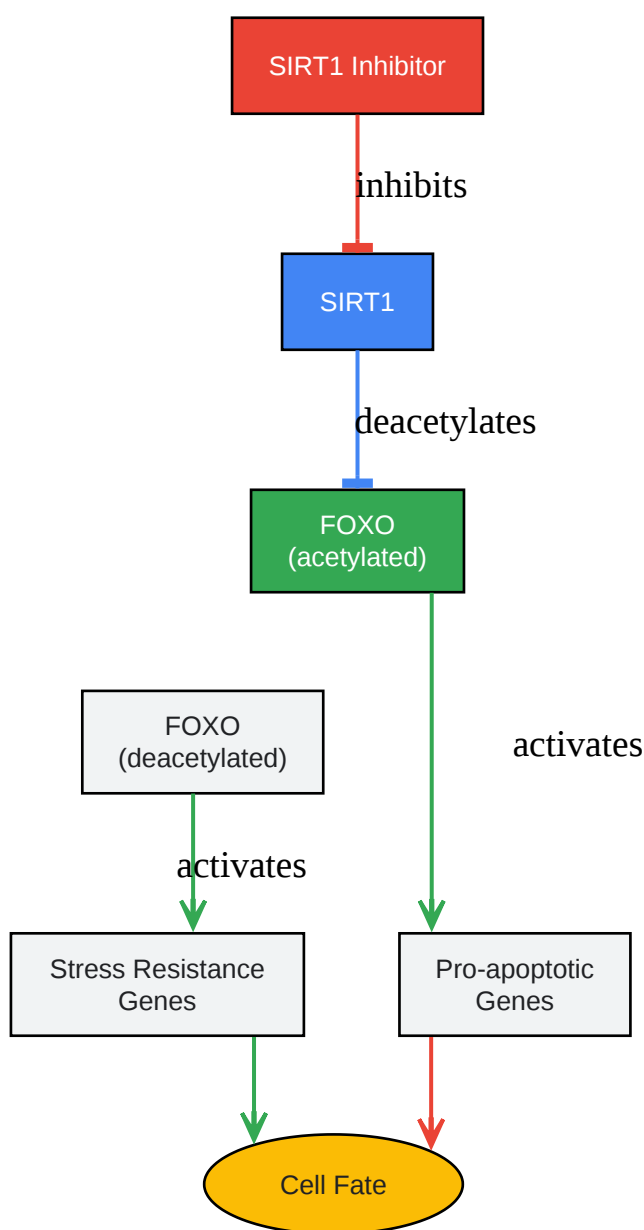 SIRT1 Inhibitor
inhibits
SIRT1
deacetylates
FOXO
(acetylated)
FOXO
(deacetylated)
activates
activates
Stress Resistance
Genes
Pro-apoptotic
Genes
Cell Fate